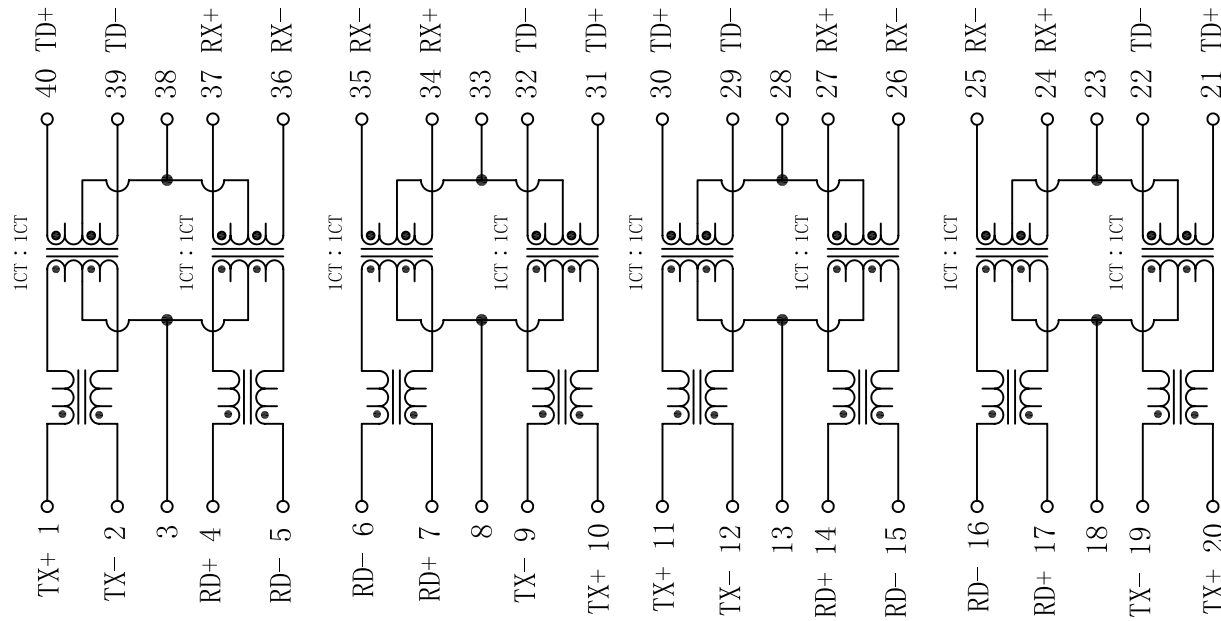 40 TD+
39 TD-
38
37 RX+
36 RX-
35 RX-
34 RX+
33
32 TD-
31 TD+
30 TD+
29 TD-
28
27 RX+
26 RX-
25 RX-
24 RX+
23
22 TD-
21 TD+
1CT:1CT
1CT:1CT
1CT:1CT
1CT:1CT
1CT:1CT
1CT:1CT
1CT:1CT
1CT:1CT
TX+ 1
TX- 2
3
RD+ 4
RD- 5
RD- 6
RD+ 7
8
TX- 9
TX+ 10
TX+ 11
TX- 12
13
RD+ 14
RD- 15
RD- 16
RD+ 17
18
TX- 19
TX+ 20